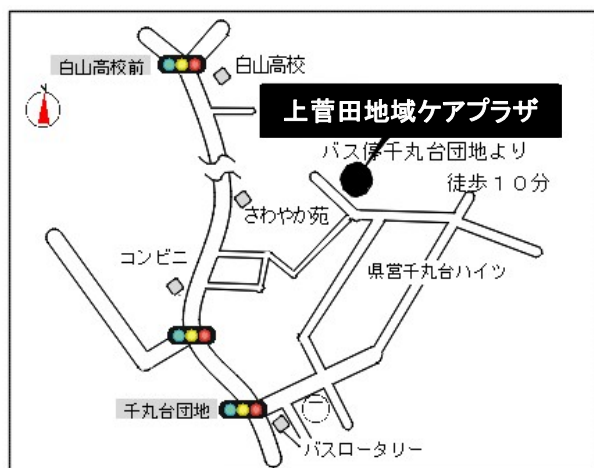 白山高校前
白山高校
上菅田地域ケアプラザ
バス停千丸台団地より
徒歩１０分
さわやか苑
コンビニ
県営千丸台ハイツ
千丸台団地
バスロータリー